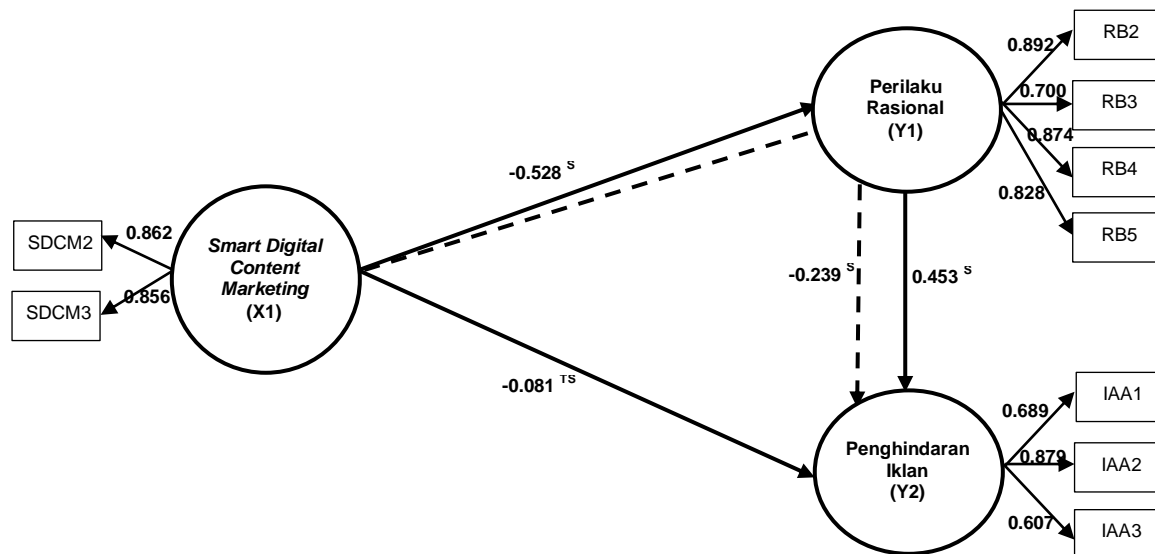 RB2
0.892
Perilaku
Rasional
(Y1)
0.700
RB3
0.874
RB4
0.828
RB5
-0.528 S
SDCM2
0.862
Smart Digital
Content
Marketing
(X1)
0.856
SDCM3
-0.239 S
0.453 S
-0.081 TS
IAA1
0.689
Penghindaran
Iklan
(Y2)
0.879
IAA2
0.607
IAA3